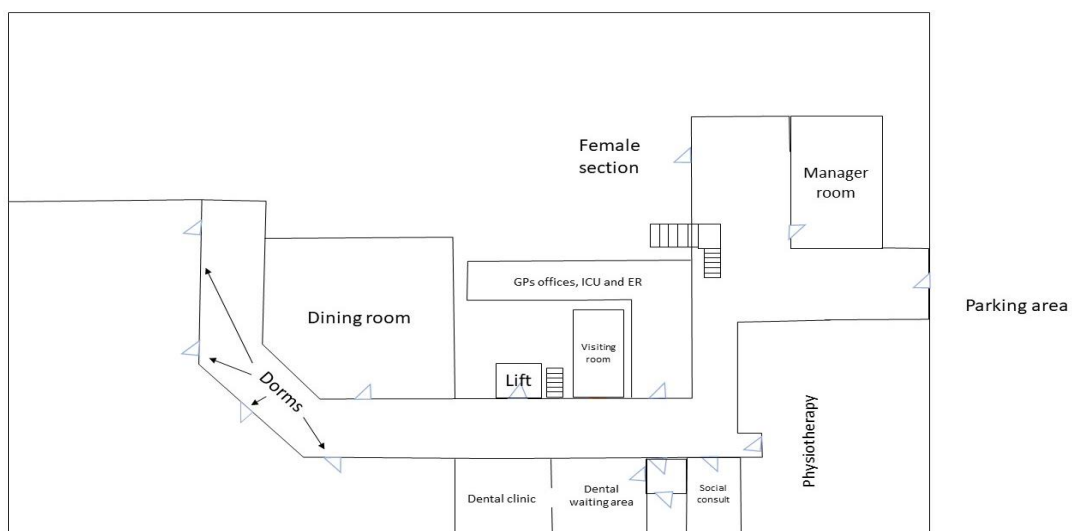 Female
section
Manager
room
GPs offices, ICU and ER
Parking area
Dining room
Visiting
room
Lift
Dorms
Physiotherapy
Dental clinic
Dental
waiting area
Social
consult